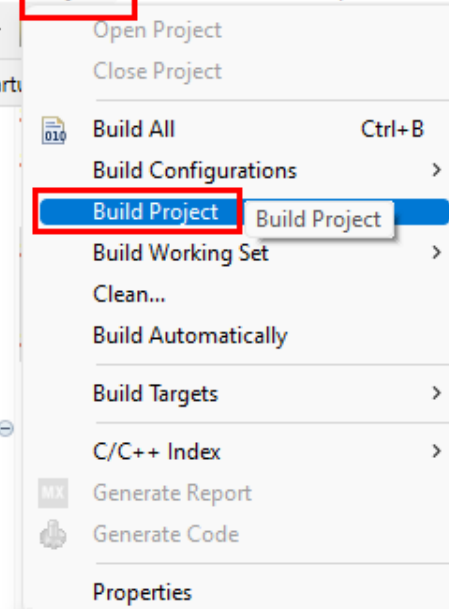 Open Project
Close Project
Build All Ctrl+B
Build Configurations
Build Project Build Project
Build Working Set
Clean...
Build Automatically
Build Targets
C/C++ Index
MX Generate Report
Generate Code
Properties